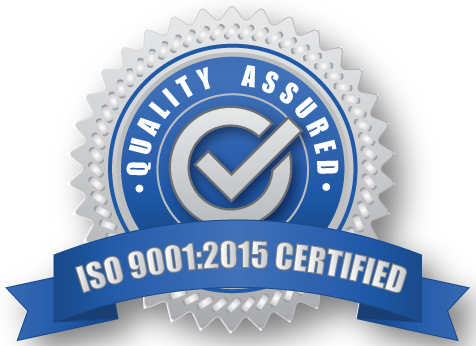 • QUALITY ASSURED •
ISO 9001:2015 CERTIFIED